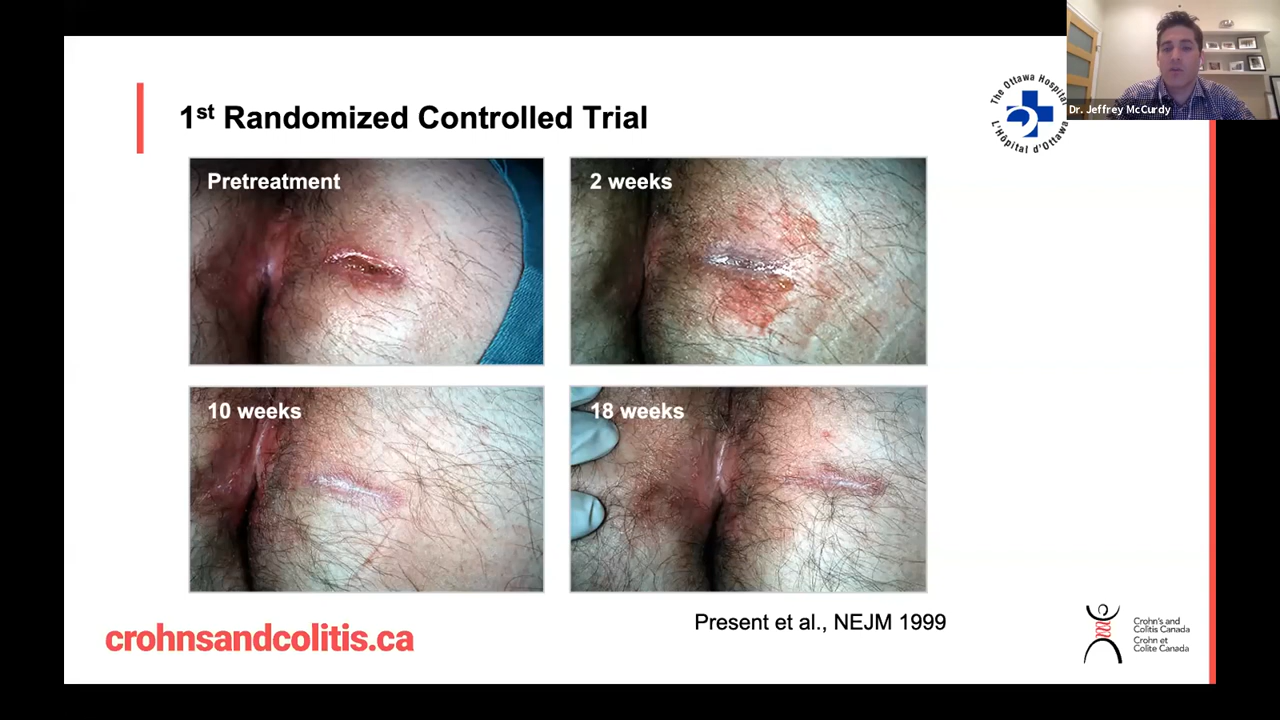 1st Randomized Controlled Trial
The Ottawa Hospital
L'Hôpital d'Ottawa
Dr. Jeffrey McCurdy
Pretreatment
2 weeks
10 weeks
18 weeks
Present et al., NEJM 1999
crohnsandcolitis.ca
Crohn's and
Colitis Canada
Crohn et
Colite Canada